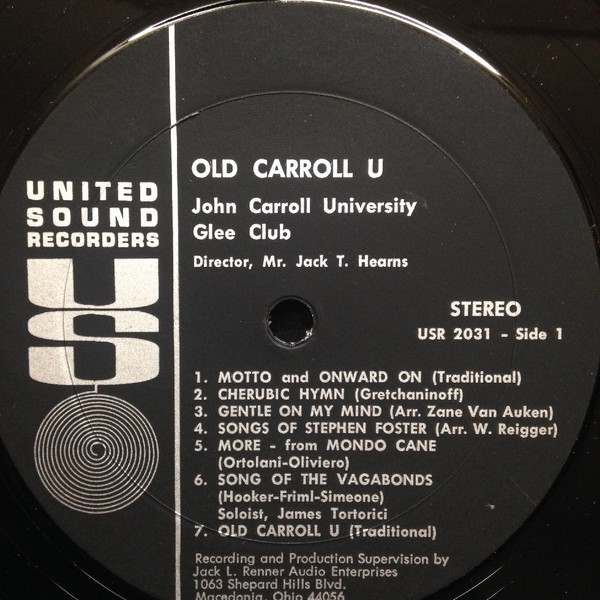 UNITED
SOUND
RECORDERS
US
OLD CARROLL U
John Carroll University
Glee Club
Director, Mr. Jack T. Hearns
STEREO
USR 2031 - Side 1
1. MOTTO and ONWARD ON (Traditional)
2. CHERUBIC HYMN (Gretchaninoff)
3. GENTLE ON MY MIND (Arr. Zane Van Auken)
4. SONGS OF STEPHEN FOSTER (Arr. W. Reigger)
5. MORE - from MONDO CANE
(Ortolani-Oliviero)
6. SONG OF THE VAGABONDS
(Hooker-Friml-Simeone)
Soloist, James Tortorici
7. OLD CARROLL U (Traditional)
Recording and Production Supervision by
Jack L. Renner Audio Enterprises
1063 Shepard Hills Blvd.
Macedonia, Ohio 44056